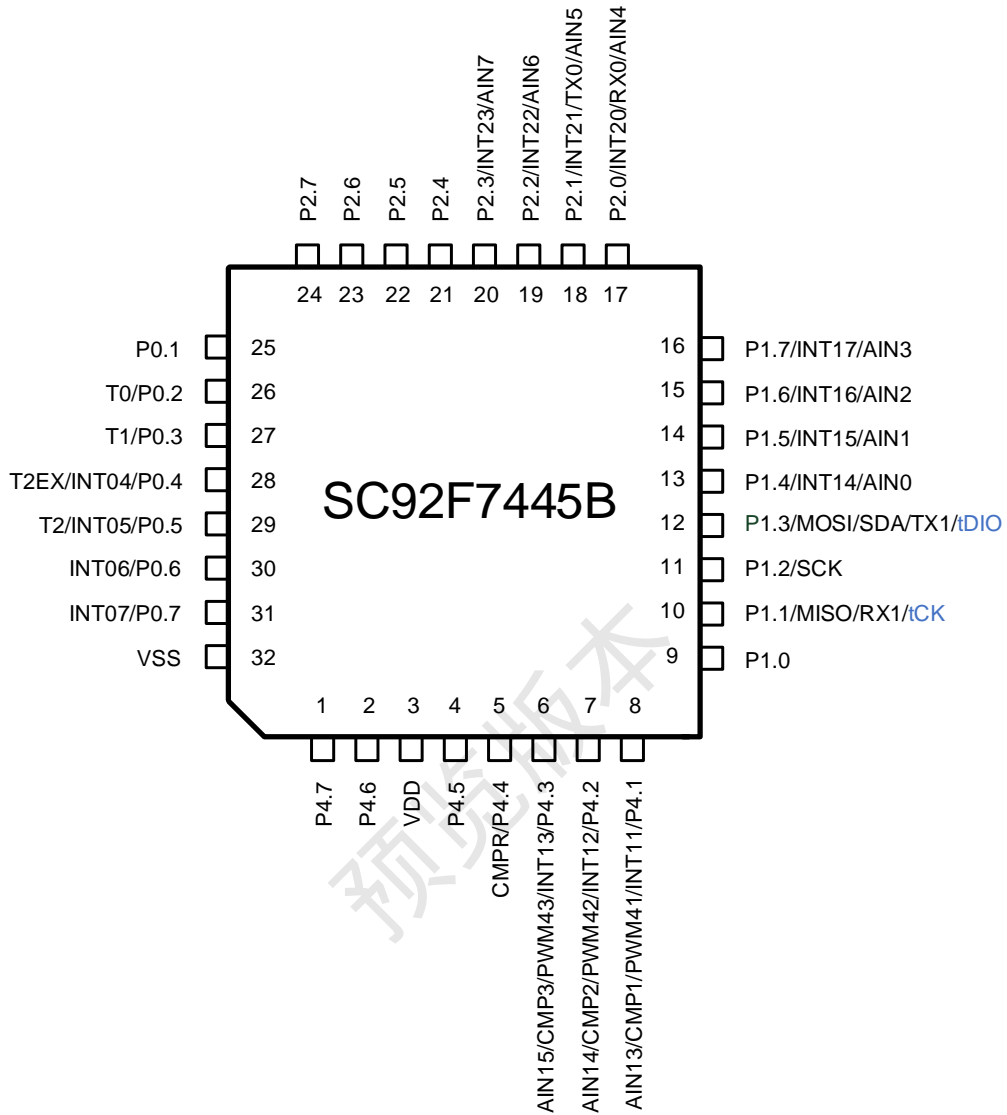 P2.7
P2.6
P2.5
P2.4
P2.3/INT23/AIN7
P2.2/INT22/AIN6
P2.1/INT21/TX0/AIN5
P2.0/INT20/RX0/AIN4
24 23 22 21 20 19 18 17
P0.1 25
16 P1.7/INT17/AIN3
T0/P0.2 26
15 P1.6/INT16/AIN2
T1/P0.3 27
14 P1.5/INT15/AIN1
T2EX/INT04/P0.4 28
13 P1.4/INT14/AIN0
SC92F7445B
T2/INT05/P0.5 29
12 P1.3/MOSI/SDA/TX1/tDIO
INT06/P0.6 30
11 P1.2/SCK
INT07/P0.7 31
10 P1.1/MISO/RX1/tCK
VSS 32
9 P1.0
1 2 3 4 5 6 7 8
P4.7
P4.6
VDD
P4.5
CMPR/P4.4
AIN15/CMP3/PWM43/INT13/P4.3
AIN14/CMP2/PWM42/INT12/P4.2
AIN13/CMP1/PWM41/INT11/P4.1
预览版本